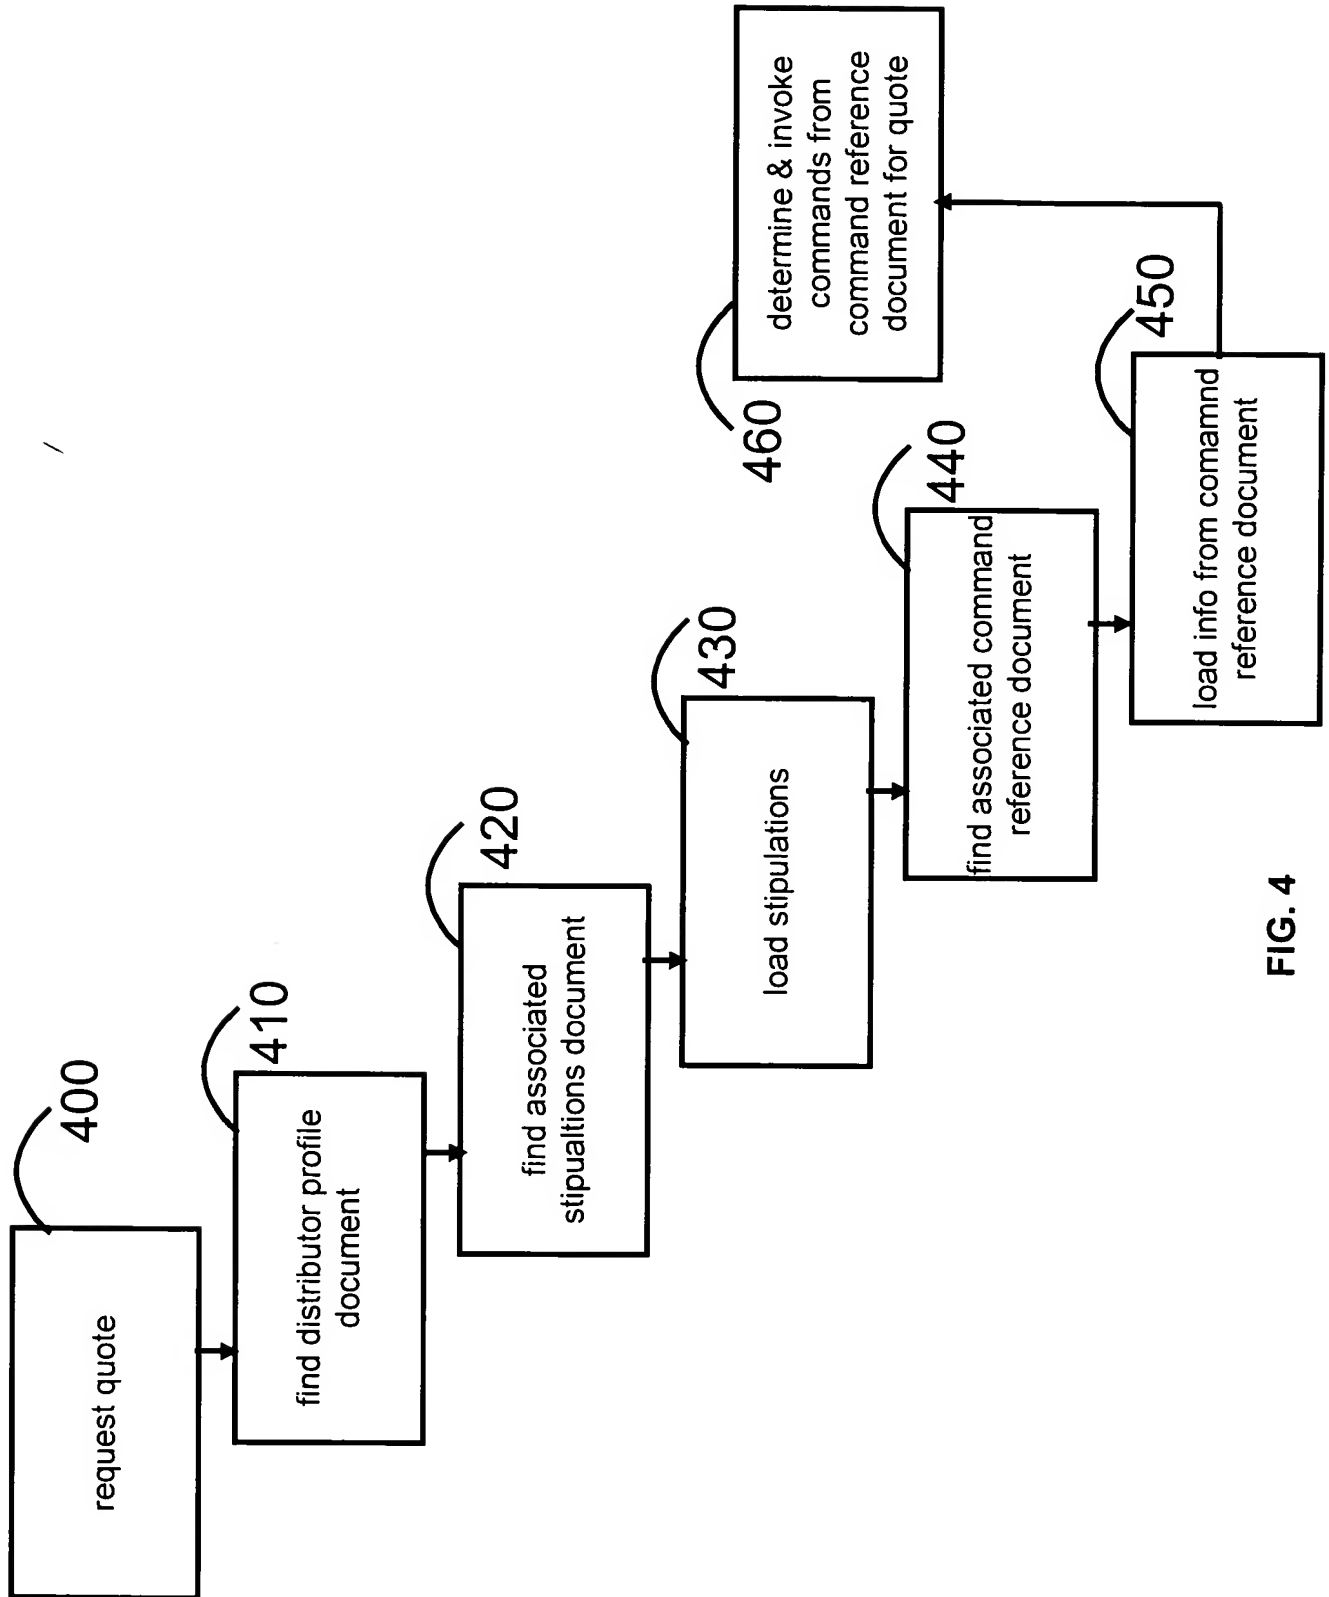 400
request quote
410
find distributor profile
document
420
find associated
stipualtions document
430
load stipulations
440
find associated command
reference document
450
load info from comamnd
reference document
460
determine & invoke
commands from
command reference
document for quote
FIG. 4